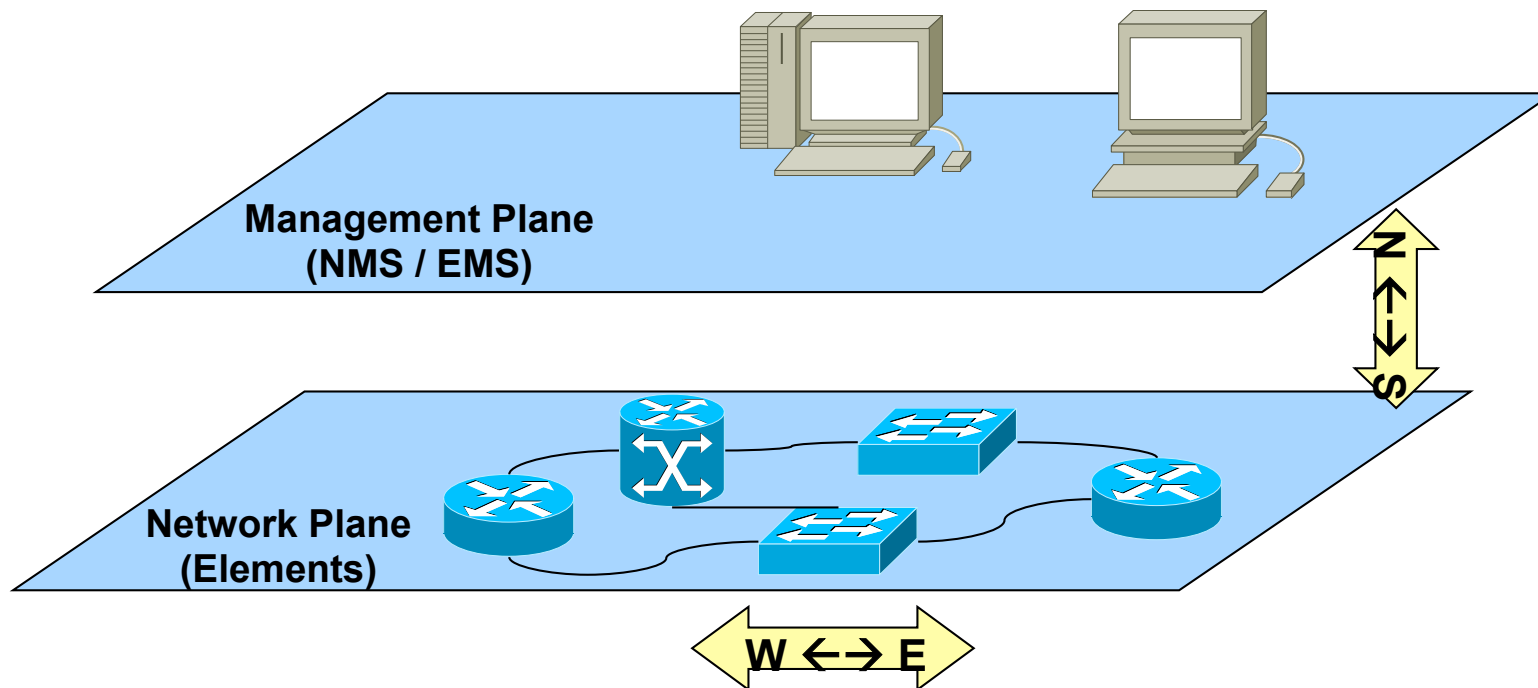 Management Plane
(NMS / EMS)
N ←→ S
Network Plane
(Elements)
W ←→ E